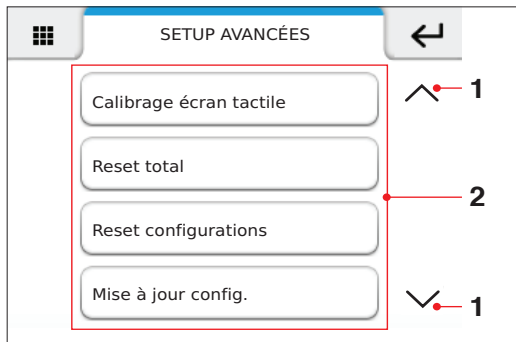 SETUP AVANCÉES
Calibrage écran tactile
1
Reset total
2
Reset configurations
Mise à jour config.
1